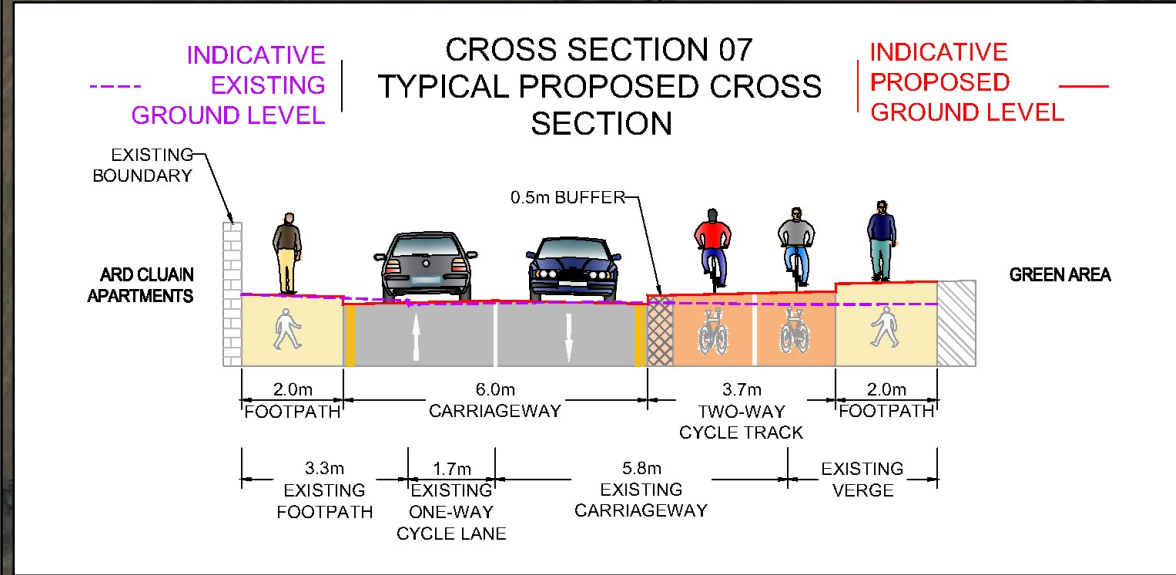 INDICATIVE
EXISTING
GROUND LEVEL
CROSS SECTION 07
TYPICAL PROPOSED CROSS
SECTION
INDICATIVE
PROPOSED
GROUND LEVEL
EXISTING
BOUNDARY
0.5m BUFFER
ARD CLUAIN
APARTMENTS
GREEN AREA
2.0m
FOOTPATH
6.0m
CARRIAGEWAY
3.7m
TWO-WAY
CYCLE TRACK
2.0m
FOOTPATH
3.3m
EXISTING
FOOTPATH
1.7m
EXISTING
ONE-WAY
CYCLE LANE
5.8m
EXISTING
CARRIAGEWAY
EXISTING
VERGE